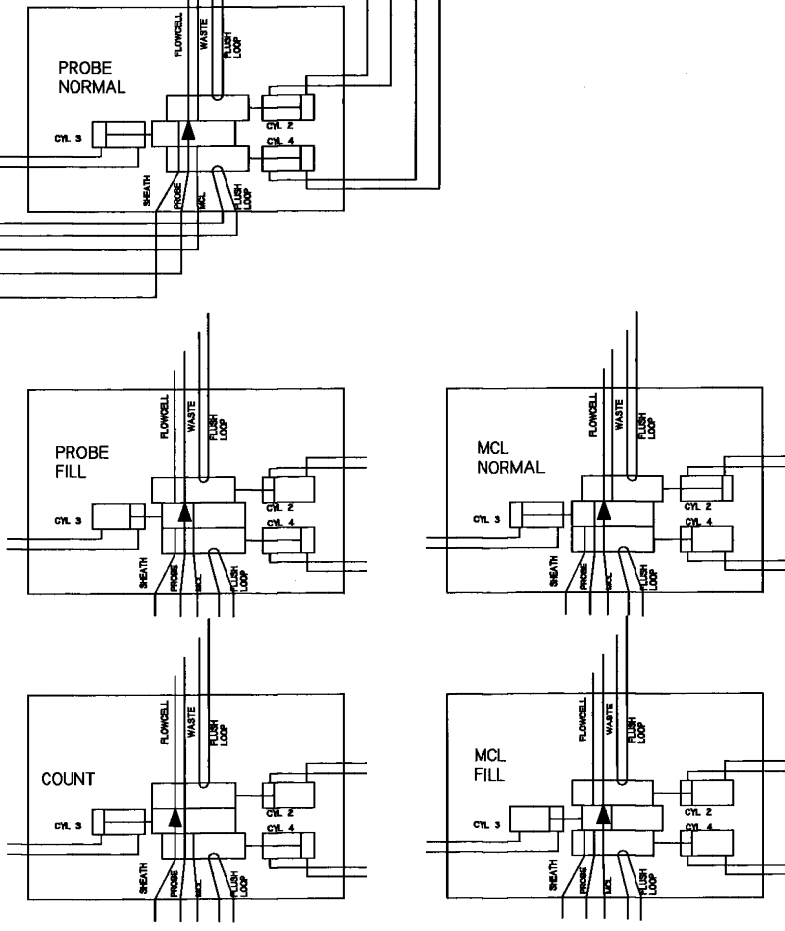 FLOWCELL
WASTE
FLUSH
LOOP
PROBE
NORMAL
CYL 2
CYL 3
CYL 4
SHEATH
PROBE
MCL
FLUSH
LOOP
FLOWCELL
WASTE
FLUSH
LOOP
PROBE
FILL
CYL 2
CYL 3
CYL 4
SHEATH
PROBE
MCL
FLUSH
LOOP
FLOWCELL
WASTE
FLUSH
LOOP
MCL
NORMAL
CYL 2
CYL 3
CYL 4
SHEATH
PROBE
MCL
FLUSH
LOOP
FLOWCELL
WASTE
FLUSH
LOOP
COUNT
CYL 2
CYL 3
CYL 4
SHEATH
PROBE
MCL
FLUSH
LOOP
FLOWCELL
WASTE
FLUSH
LOOP
MCL
FILL
CYL 2
CYL 3
CYL 4
SHEATH
PROBE
MCL
FLUSH
LOOP